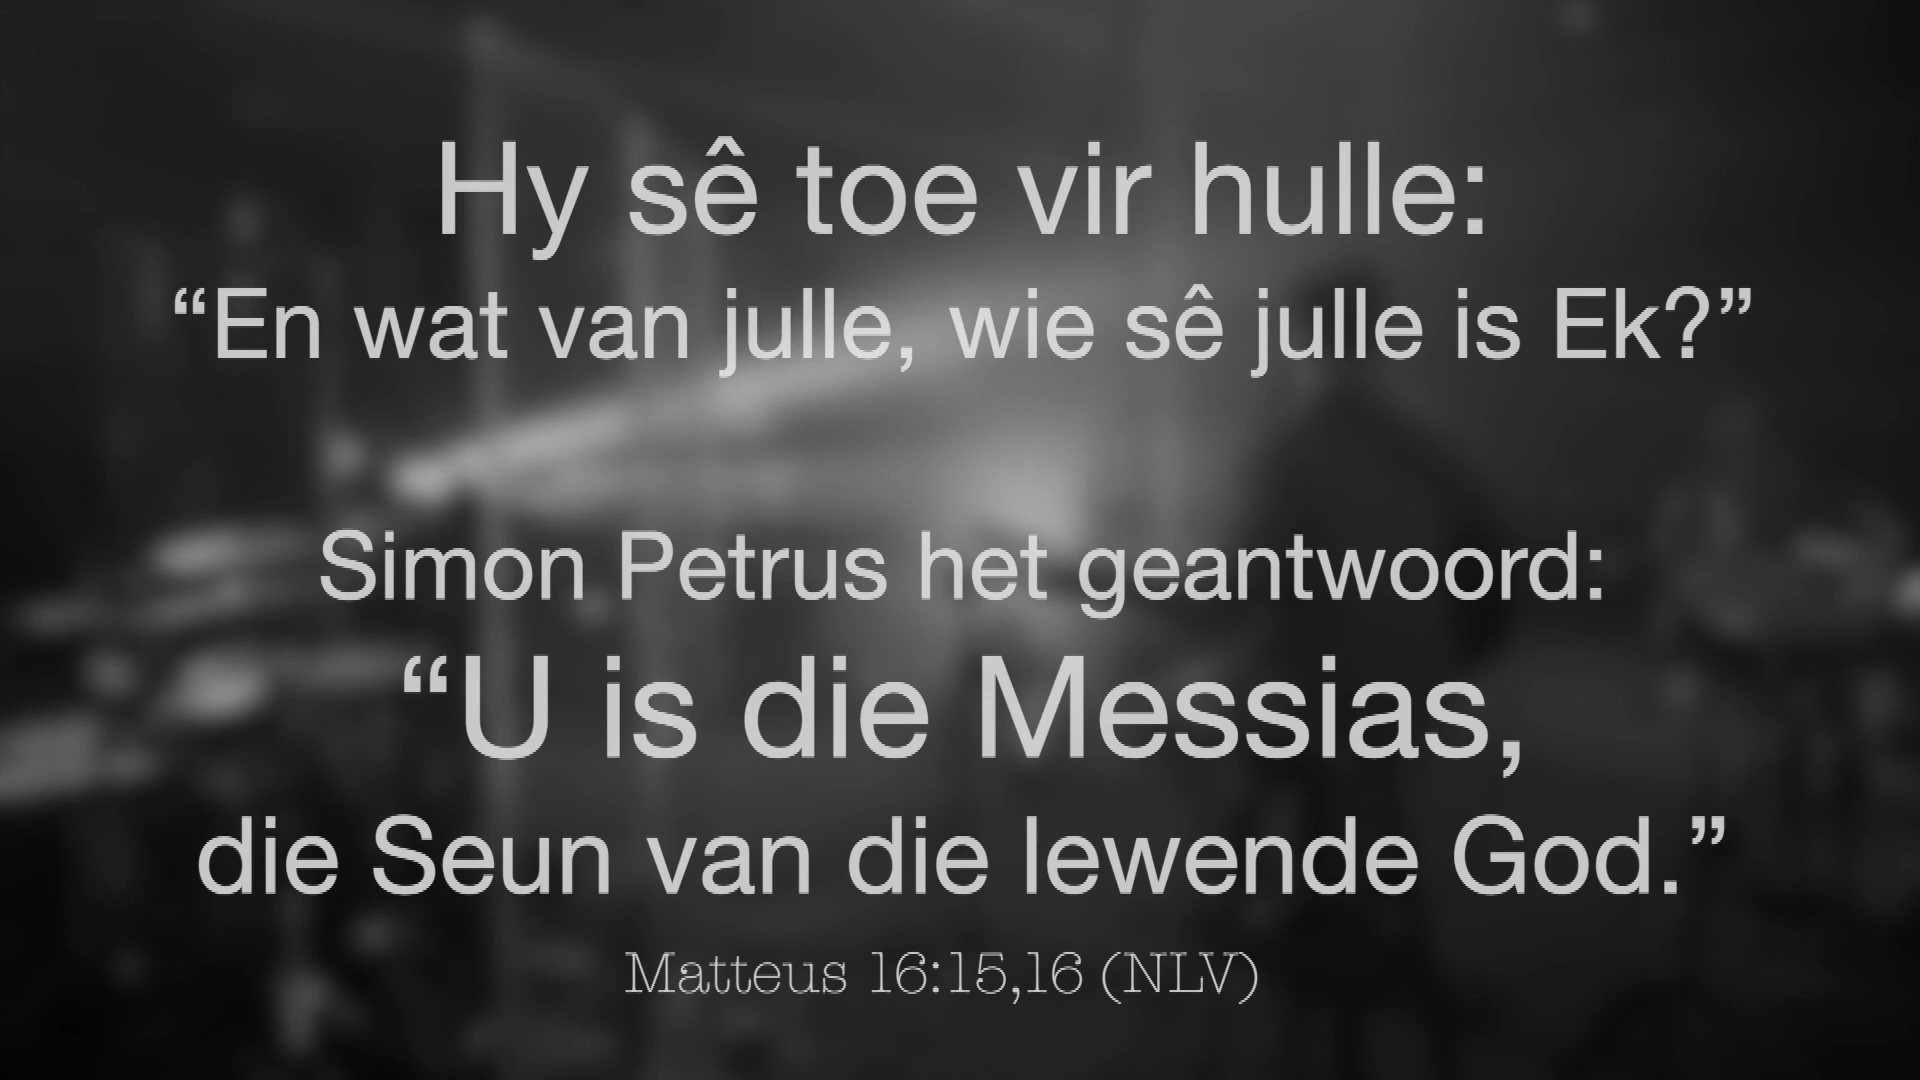 Hy sê toe vir hulle:
“En wat van julle, wie sê julle is Ek?”
Simon Petrus het geantwoord:
“U is die Messias,
die Seun van die lewende God.”
Matteus 16:15,16 (NLV)